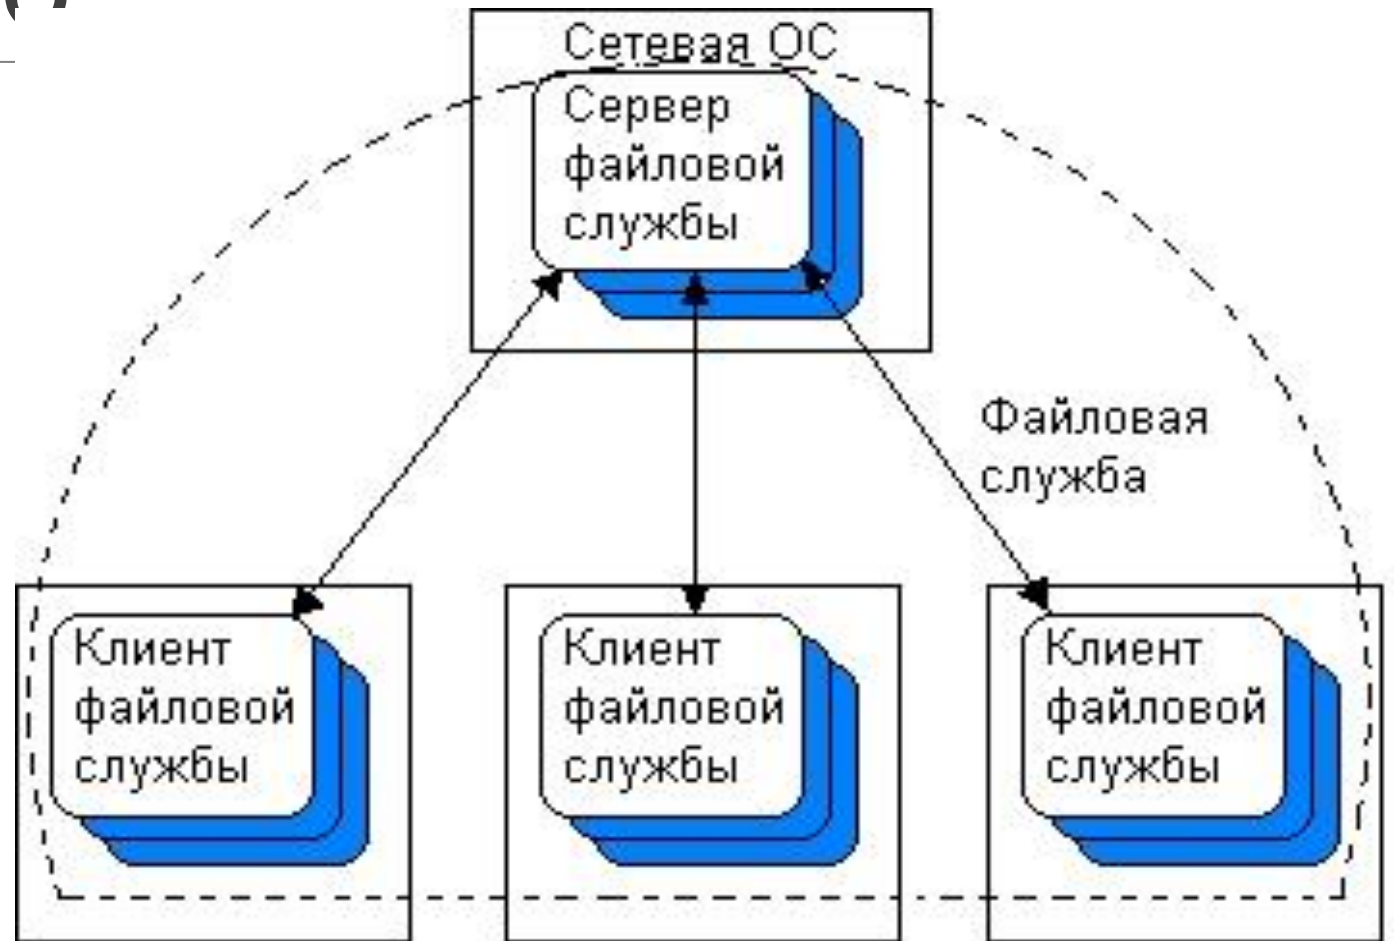 Сетевая ОС
Сервер
файловой
службы
Файловая
служба
Клиент
файловой
службы
Клиент
файловой
службы
Клиент
файловой
службы